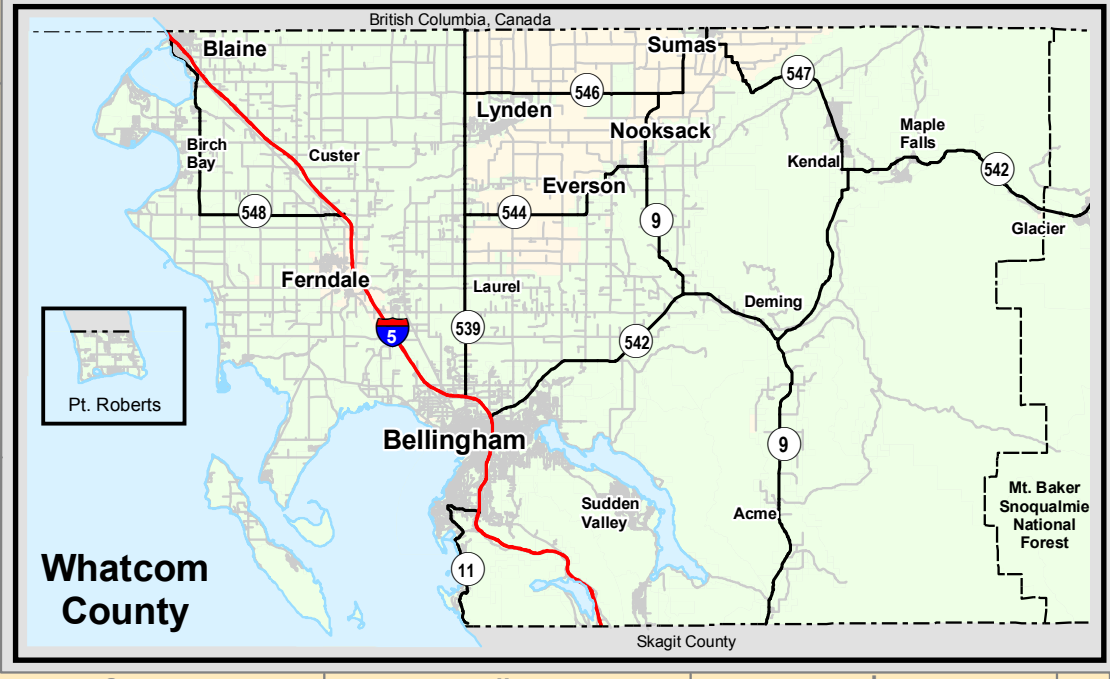 British Columbia, Canada
Blaine
Sumas
547
546
Lynden
Nooksack
Maple
Falls
Birch
Bay
Custer
Kendal
542
Everson
548
544
9
Glacier
Ferndale
Laurel
Deming
5
539
542
Pt. Roberts
Bellingham
9
Mt. Baker
Snoqualmie
National
Forest
Sudden
Valley
Acme
Whatcom
County
11
Skagit County